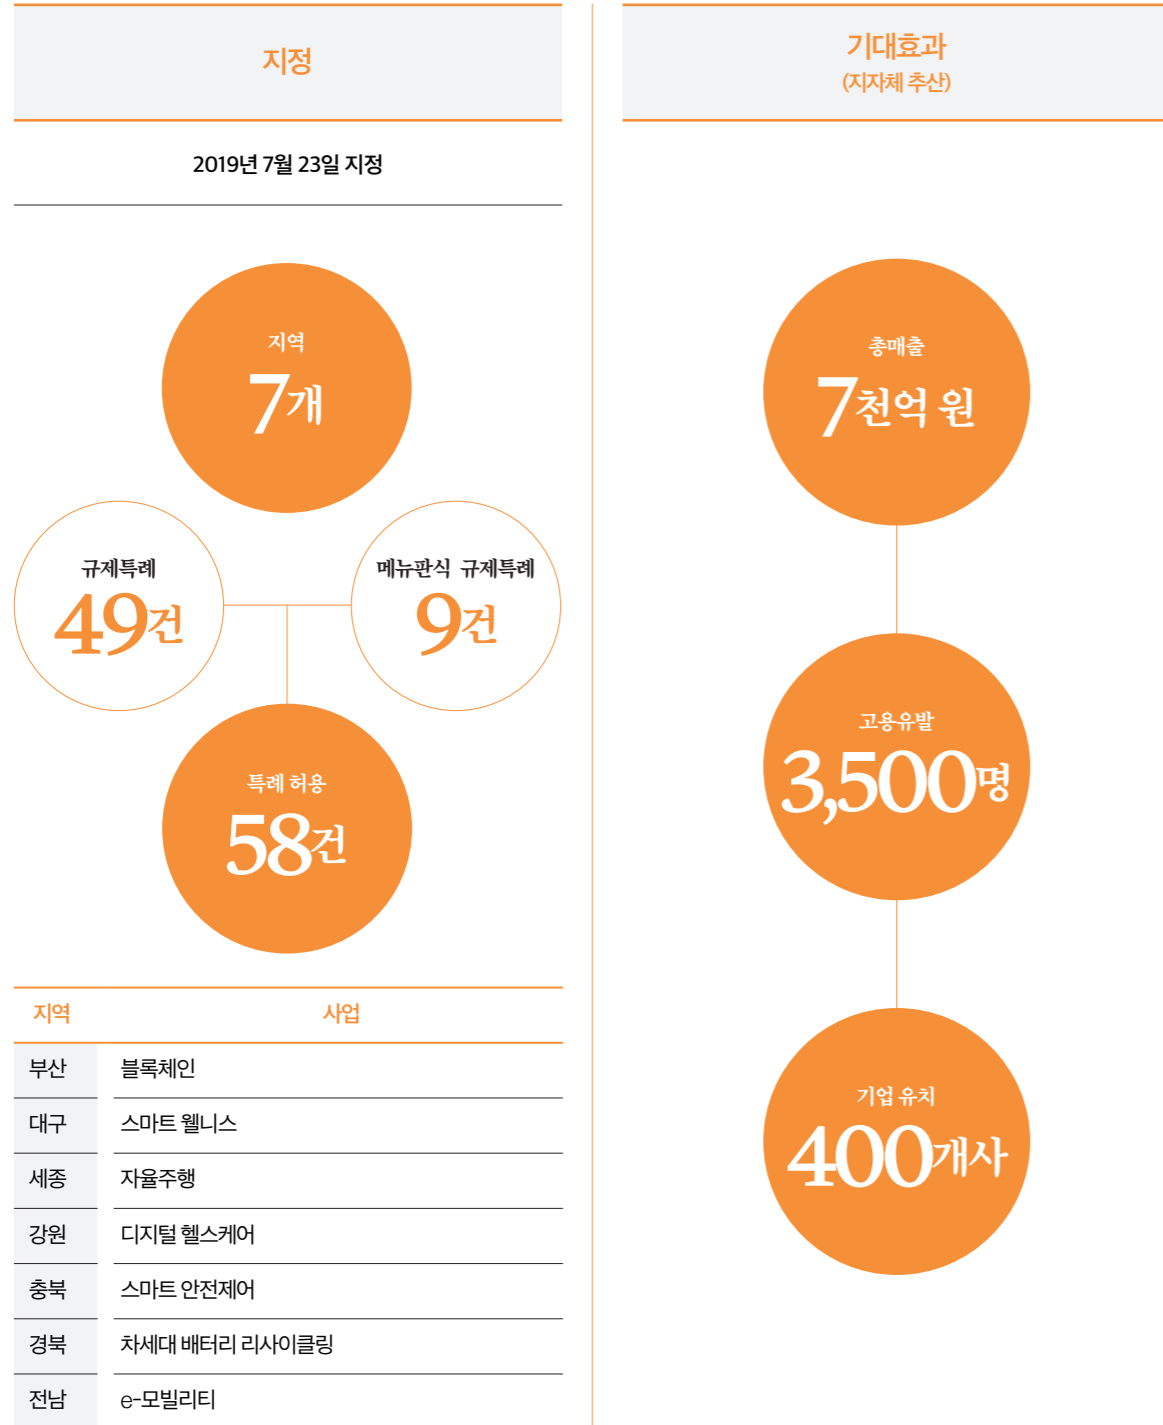 지정
2019년 7월 23일 지정
지역
7개
규제특례
49건
메뉴판식 규제특례
9건
특례 허용
58건
지역 사업
부산 블록체인
대구 스마트 웰니스
세종 자율주행
강원 디지털 헬스케어
충북 스마트 안전제어
경북 차세대 배터리 리사이클링
전남 e-모빌리티
기대효과
(지자체 추산)
총매출
7천억 원
고용유발
3,500명
기업 유치
400개사